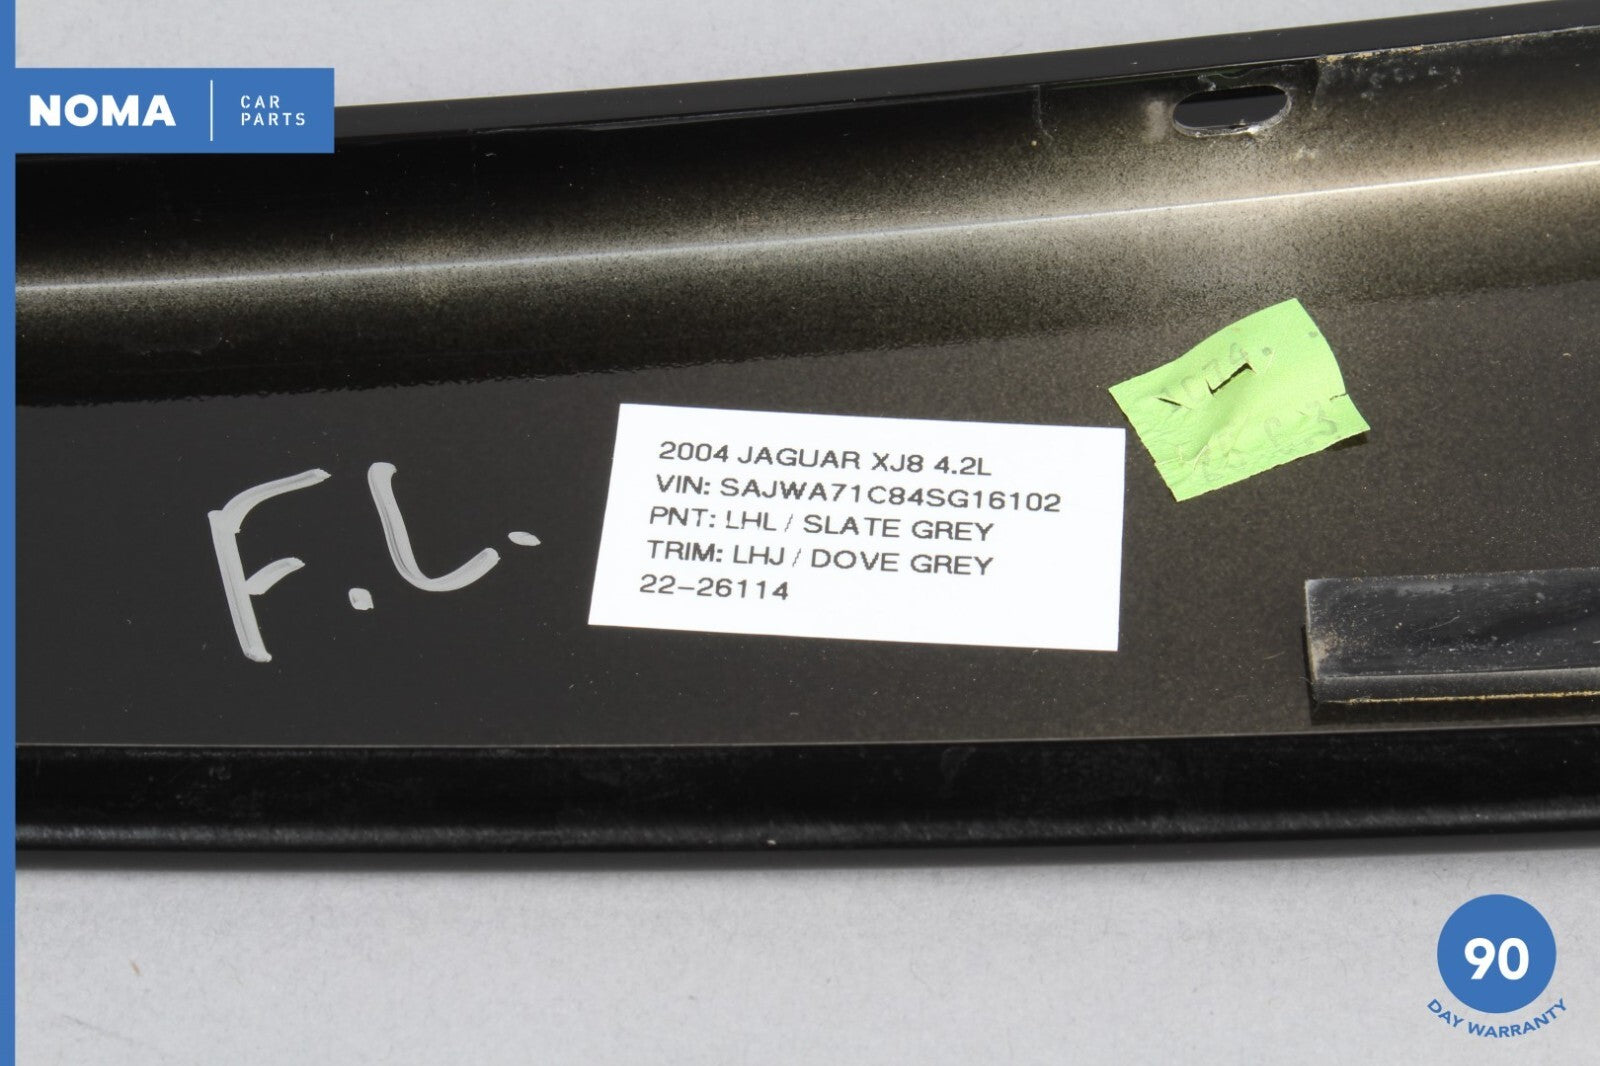 NOMA
CAR
PARTS
F.L.
2004 JAGUAR XJ8 4.2L
VIN: SAJWA71C84SG16102
PNT: LHL / SLATE GREY
TRIM: LHJ / DOVE GREY
22-26114
90
DAY WARRANTY